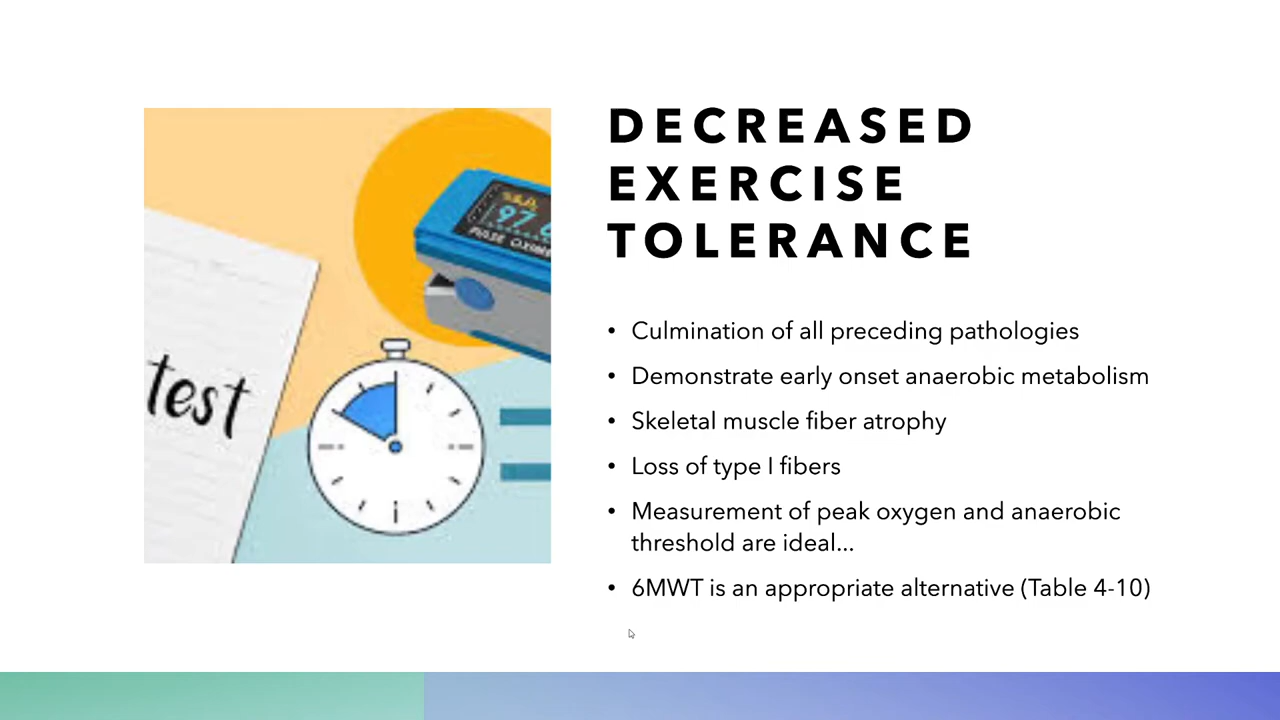 DECREASED
EXERCISE
TOLERANCE
• Culmination of all preceding pathologies
• Demonstrate early onset anaerobic metabolism
• Skeletal muscle fiber atrophy
• Loss of type I fibers
• Measurement of peak oxygen and anaerobic
threshold are ideal...
• 6MWT is an appropriate alternative (Table 4-10)
test
97.
PULSE